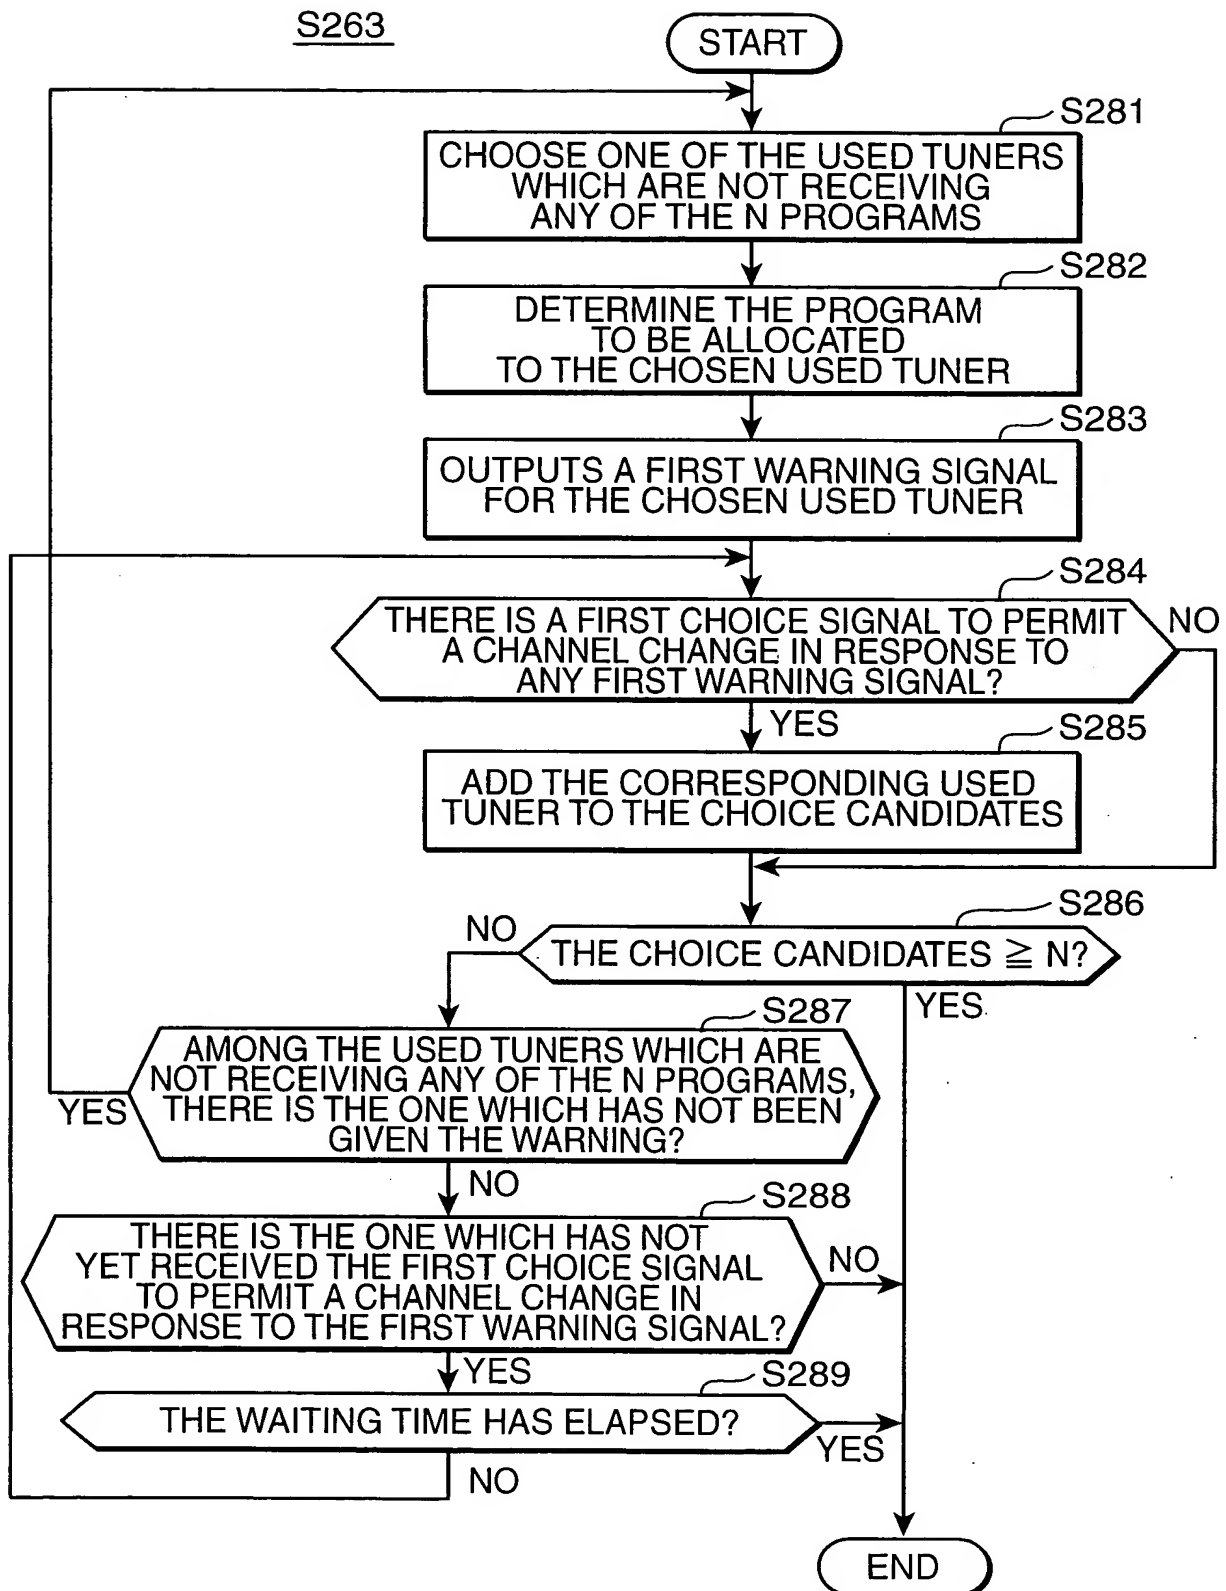 S263
START
S281
CHOOSE ONE OF THE USED TUNERS
WHICH ARE NOT RECEIVING
ANY OF THE N PROGRAMS
S282
DETERMINE THE PROGRAM
TO BE ALLOCATED
TO THE CHOSEN USED TUNER
S283
OUTPUTS A FIRST WARNING SIGNAL
FOR THE CHOSEN USED TUNER
S284
THERE IS A FIRST CHOICE SIGNAL TO PERMIT
A CHANNEL CHANGE IN RESPONSE TO
ANY FIRST WARNING SIGNAL?
NO
YES
S285
ADD THE CORRESPONDING USED
TUNER TO THE CHOICE CANDIDATES
S286
NO
THE CHOICE CANDIDATES ≧ N?
YES
S287
AMONG THE USED TUNERS WHICH ARE
NOT RECEIVING ANY OF THE N PROGRAMS,
THERE IS THE ONE WHICH HAS NOT BEEN
GIVEN THE WARNING?
YES
NO
S288
THERE IS THE ONE WHICH HAS NOT
YET RECEIVED THE FIRST CHOICE SIGNAL
TO PERMIT A CHANNEL CHANGE IN
RESPONSE TO THE FIRST WARNING SIGNAL?
NO
YES
S289
THE WAITING TIME HAS ELAPSED?
YES
NO
END